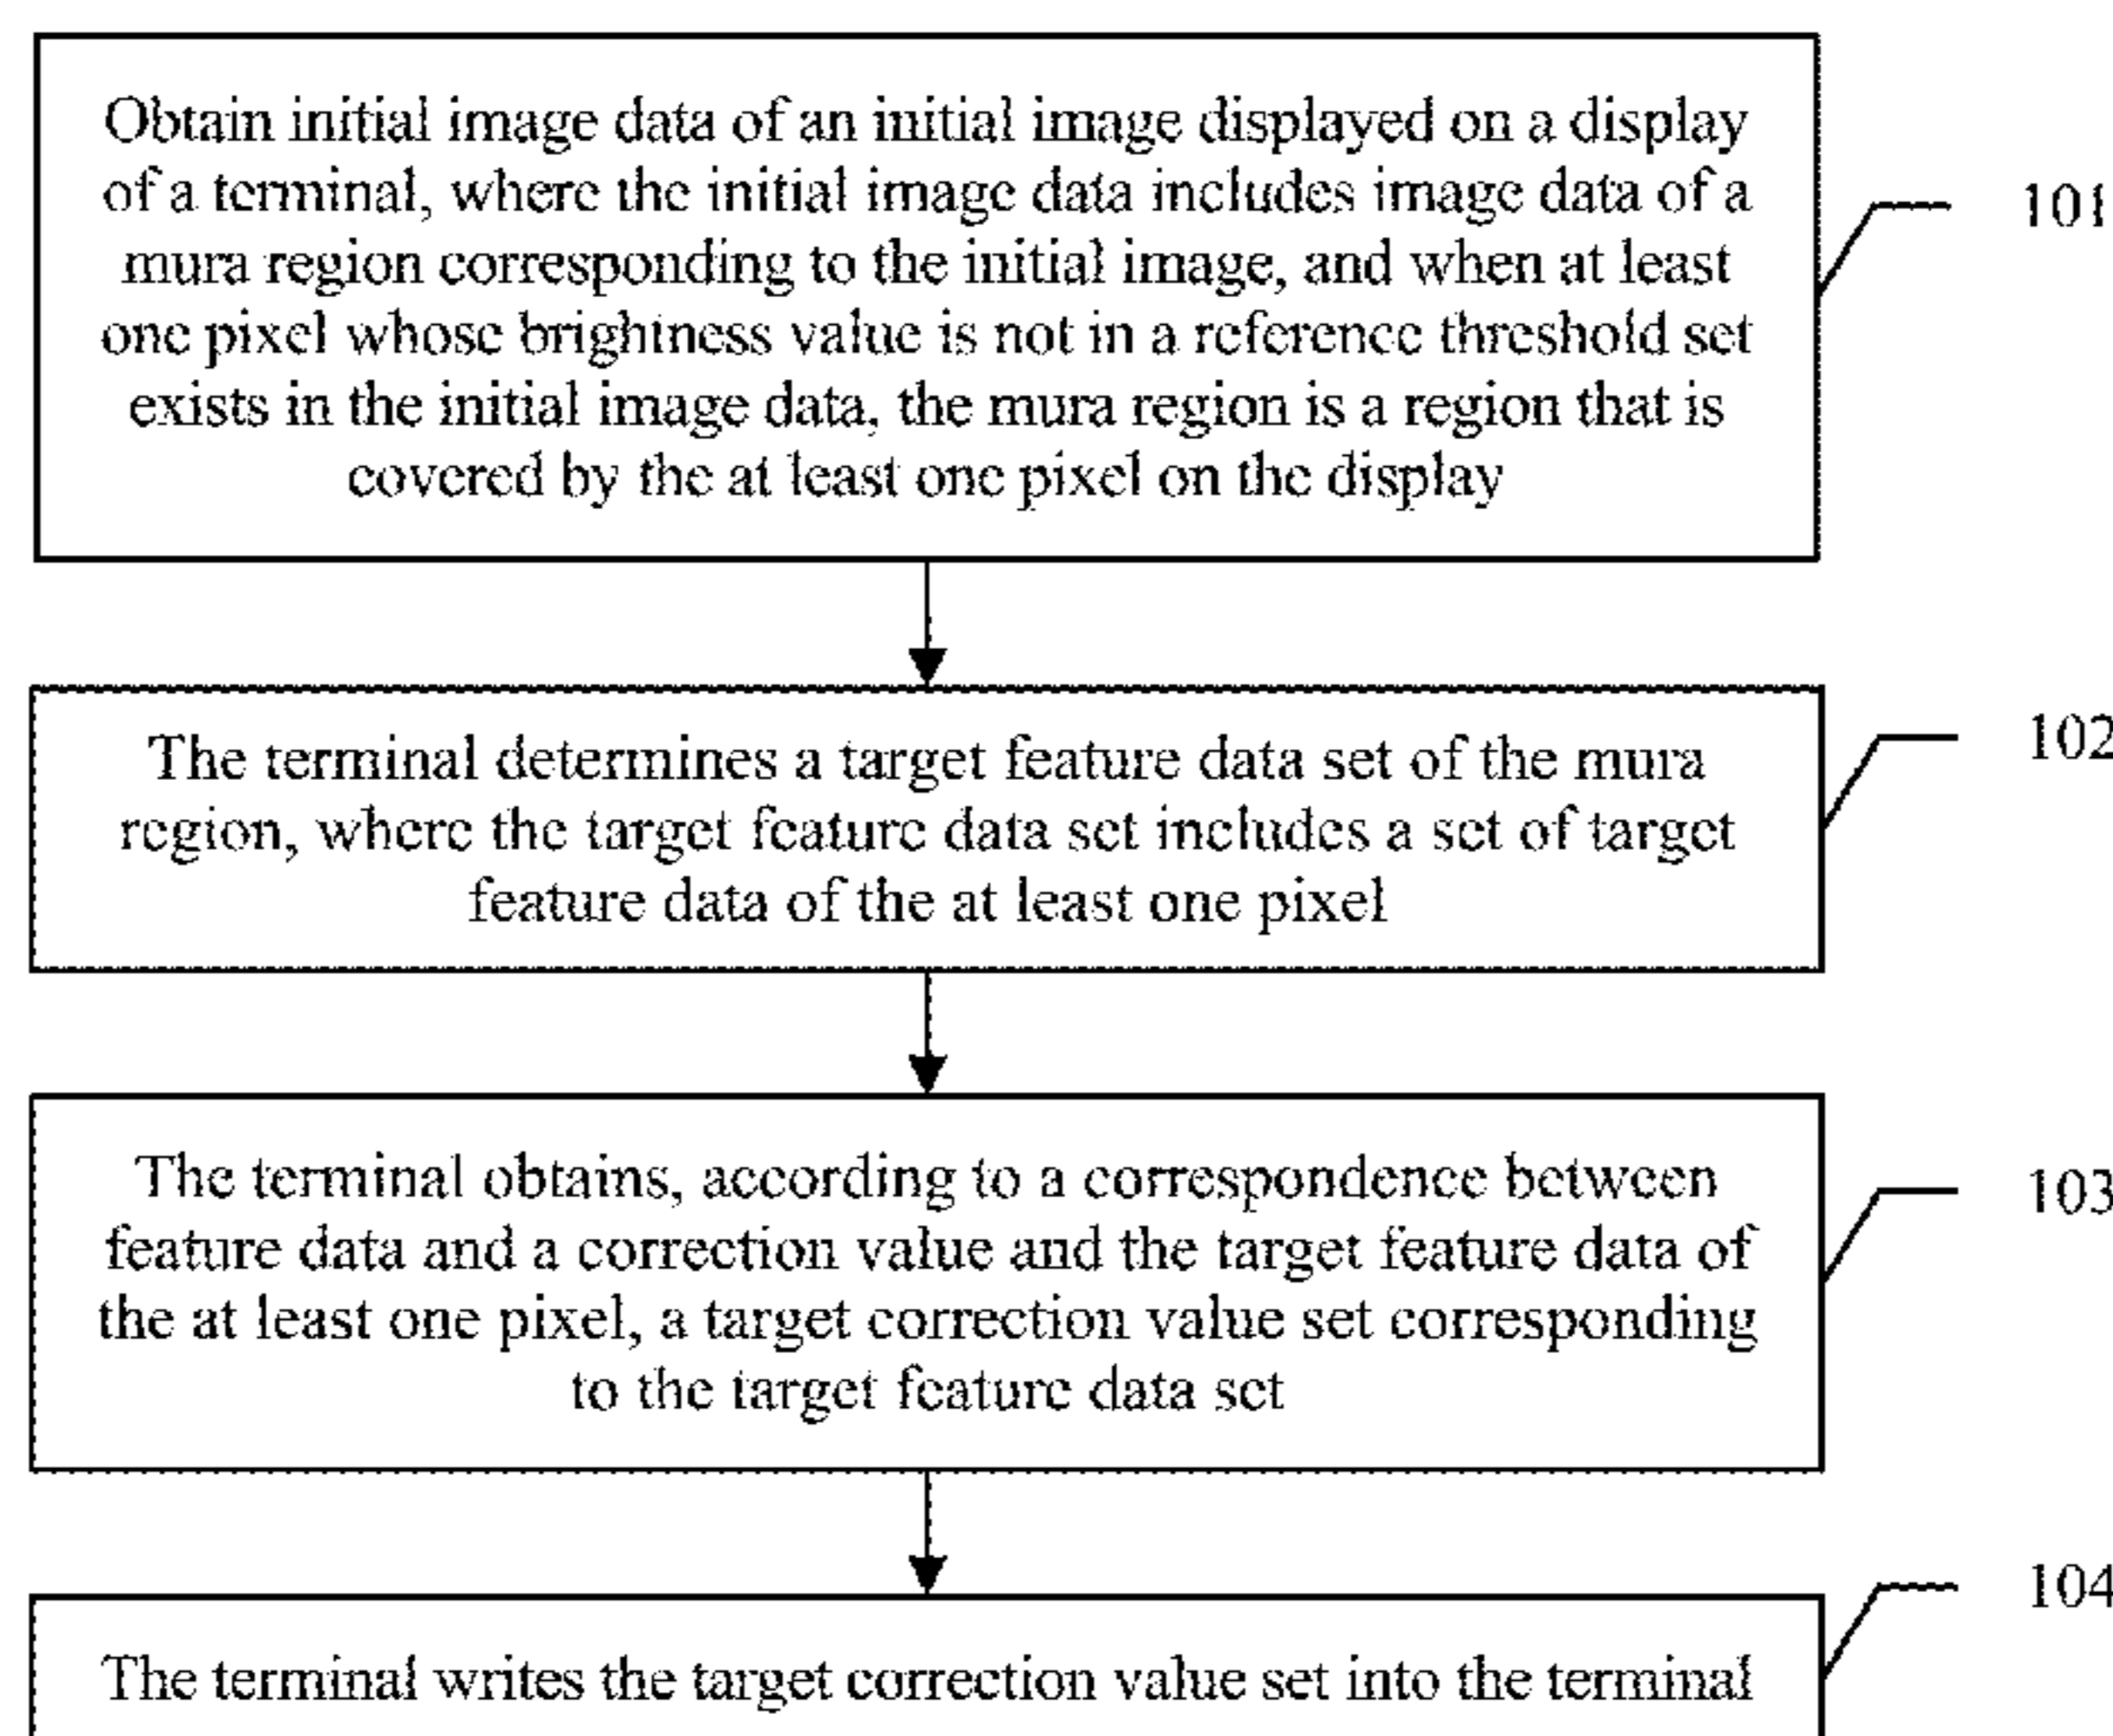 Obtain initial image data of an initial image displayed on a display
of a terminal, where the initial image data includes image data of a
mura region corresponding to the initial image, and when at least
one pixel whose brightness value is not in a reference threshold set
exists in the initial image data, the mura region is a region that is
covered by the at least one pixel on the display
101
The terminal determines a target feature data set of the mura
region, where the target feature data set includes a set of target
feature data of the at least one pixel
102
The terminal obtains, according to a correspondence between
feature data and a correction value and the target feature data of
the at least one pixel, a target correction value set corresponding
to the target feature data set
103
The terminal writes the target correction value set into the terminal
104